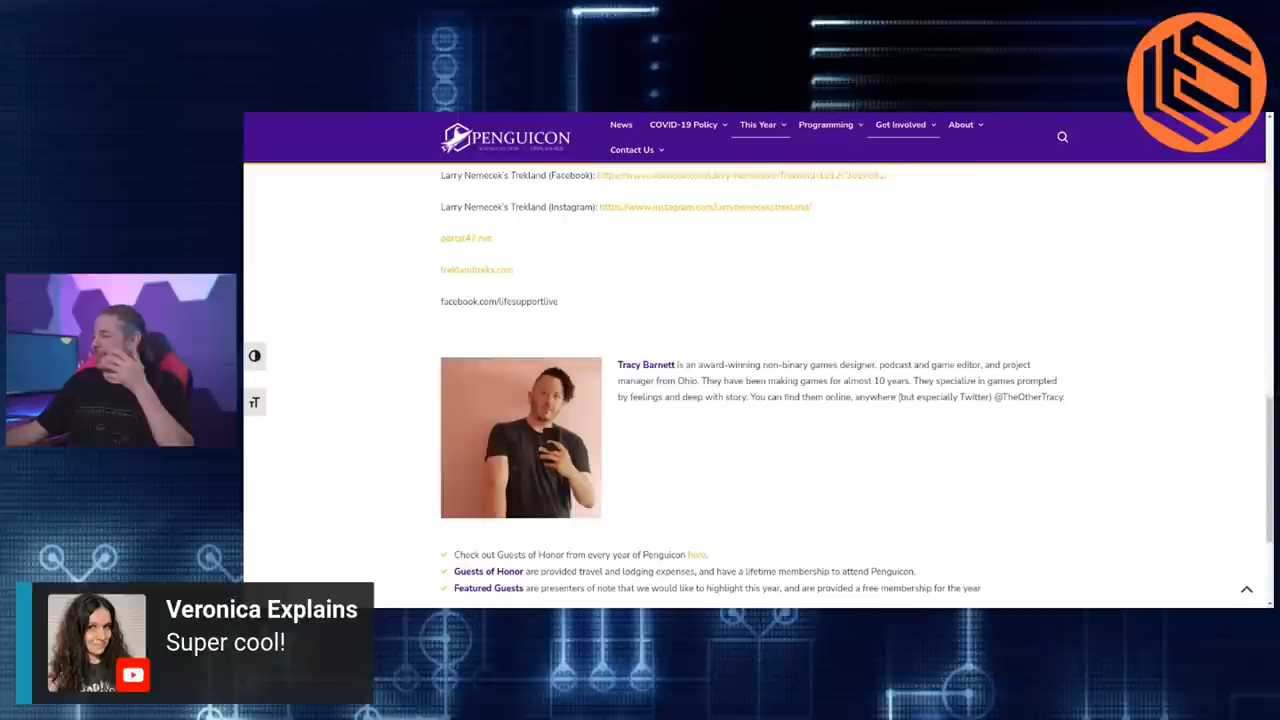 PENGUICON
News
COVID-19 Policy
This Year
Programming
Get Involved
About
Contact Us
Larry Nemecek's Trekland (Facebook):
Larry Nemecek's Trekland (Instagram): https://www.instagram.com/larrynemecekstrekland/
portal47.net
treklandtreks.com
facebook.com/lifesupportlive
Tracy Barnett is an award-winning non-binary games designer, podcast and game editor, and project
manager from Ohio. They have been making games for almost 10 years. They specialize in games prompted
by feelings and deep with story. You can find them online, anywhere (but especially Twitter) @TheOtherTracy.
Check out Guests of Honor from every year of Penguicon here.
Guests of Honor are provided travel and lodging expenses, and have a lifetime membership to attend Penguicon.
Featured Guests are presenters of note that we would like to highlight this year, and are provided a free membership for the year
Veronica Explains
Super cool!